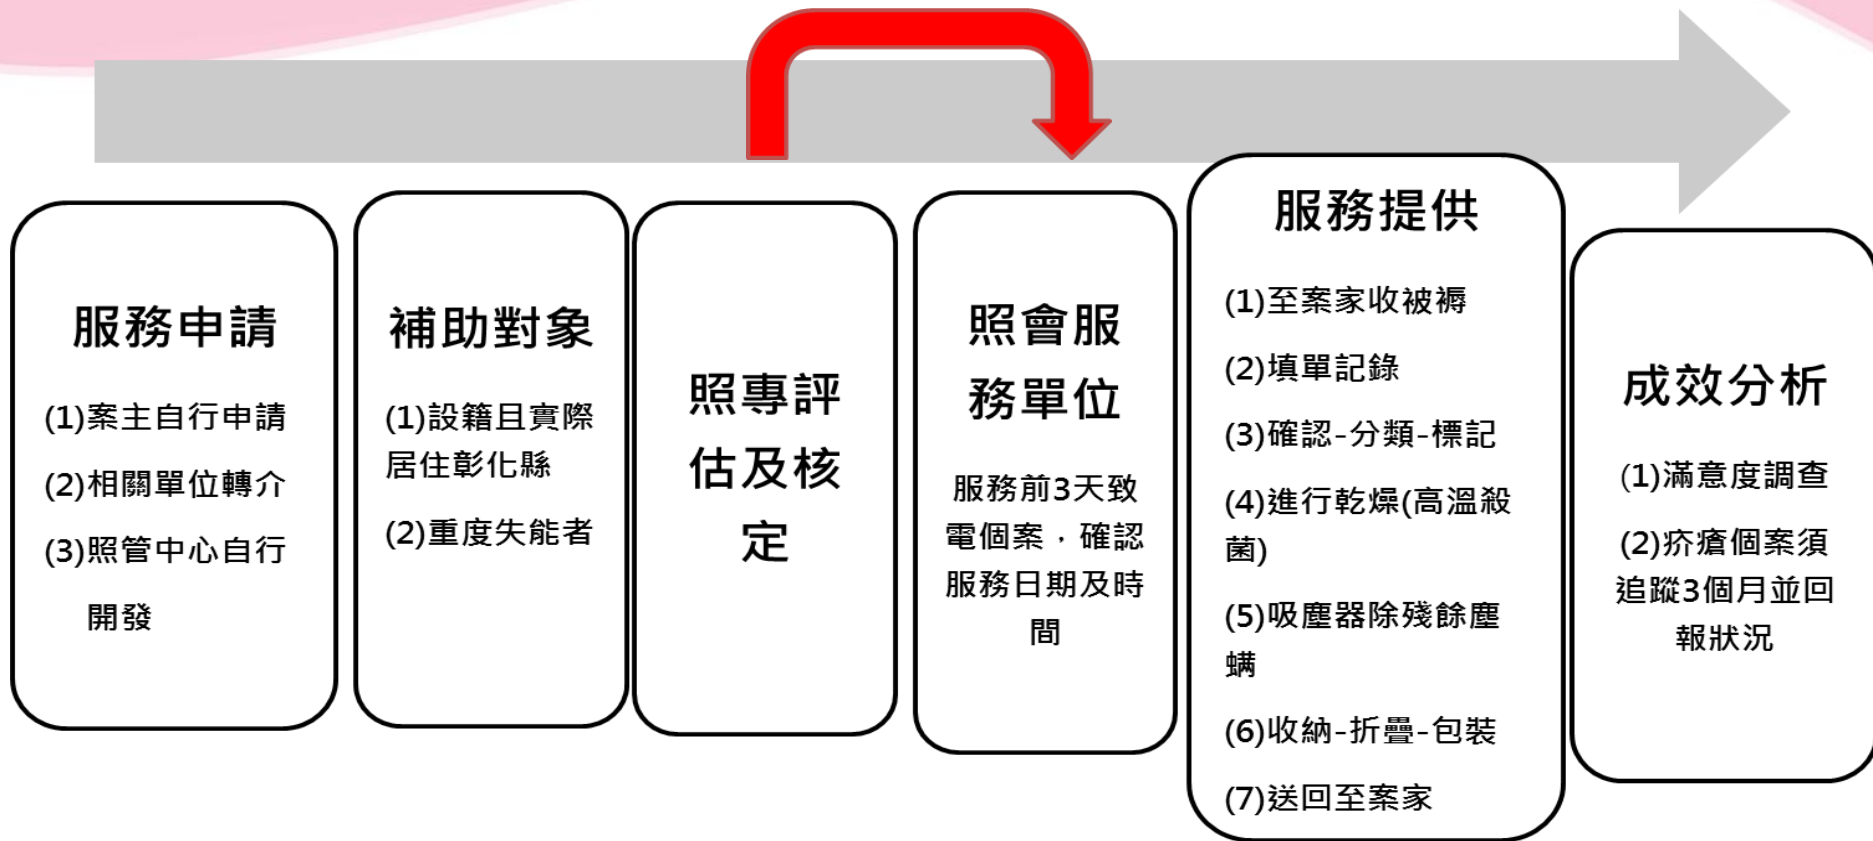 服務申請
(1)案主自行申請
(2)相關單位轉介
(3)照管中心自行
開發
補助對象
(1)設籍且實際
居住彰化縣
(2)重度失能者
照專評
估及核
定
照會服
務單位
服務前3天致
電個案，確認
服務日期及時
間
服務提供
(1)至案家收被褥
(2)填單記錄
(3)確認-分類-標記
(4)進行乾燥(高溫殺
菌)
(5)吸塵器除殘餘塵
蟎
(6)收納-折疊-包裝
(7)送回至案家
成效分析
(1)滿意度調查
(2)疥瘡個案須
追蹤3個月並回
報狀況